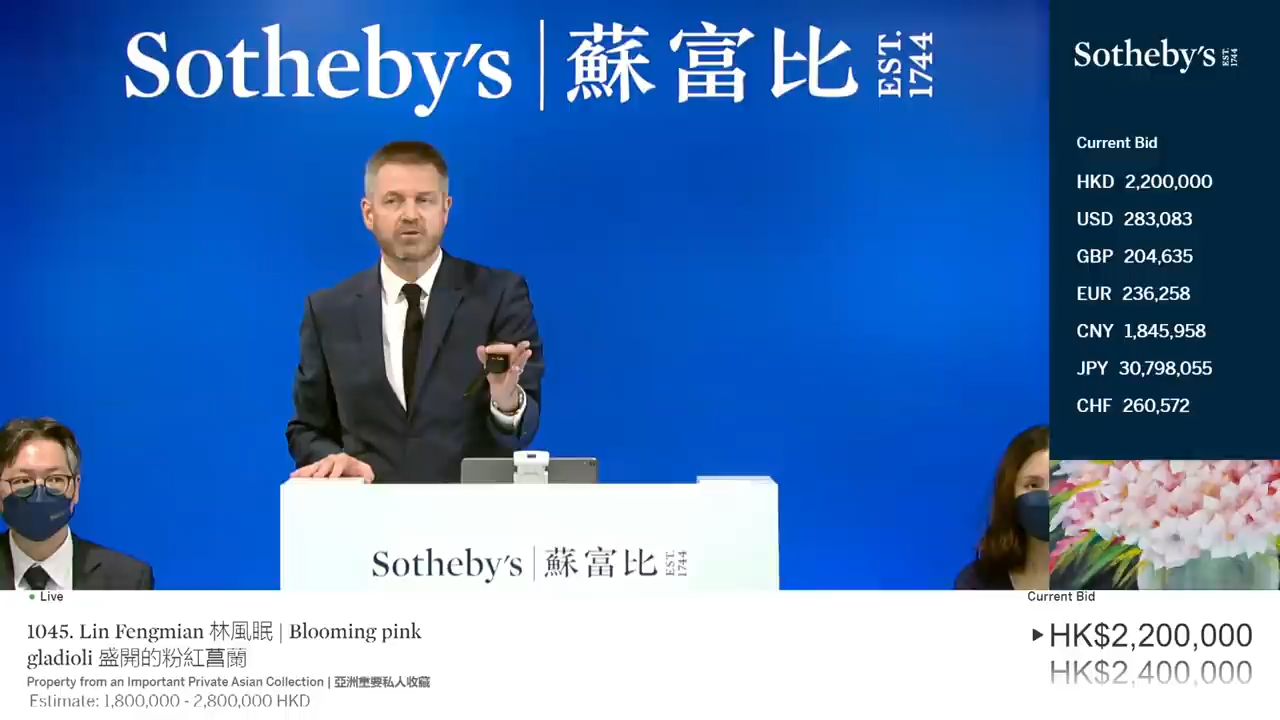 Sotheby's 蘇富比 EST. 1744
Sotheby's EST. 1744
Current Bid
HKD 2,200,000
USD 283,083
GBP 204,635
EUR 236,258
CNY 1,845,958
JPY 30,798,055
CHF 260,572
Sotheby's 蘇富比 EST. 1744
Live
Current Bid
1045. Lin Fengmian 林風眠 | Blooming pink
gladioli 盛開的粉紅菖蘭
Property from an Important Private Asian Collection | 亞洲重要私人收藏
Estimate: 1,800,000 - 2,800,000 HKD
HK$2,200,000
HK$2,400,000